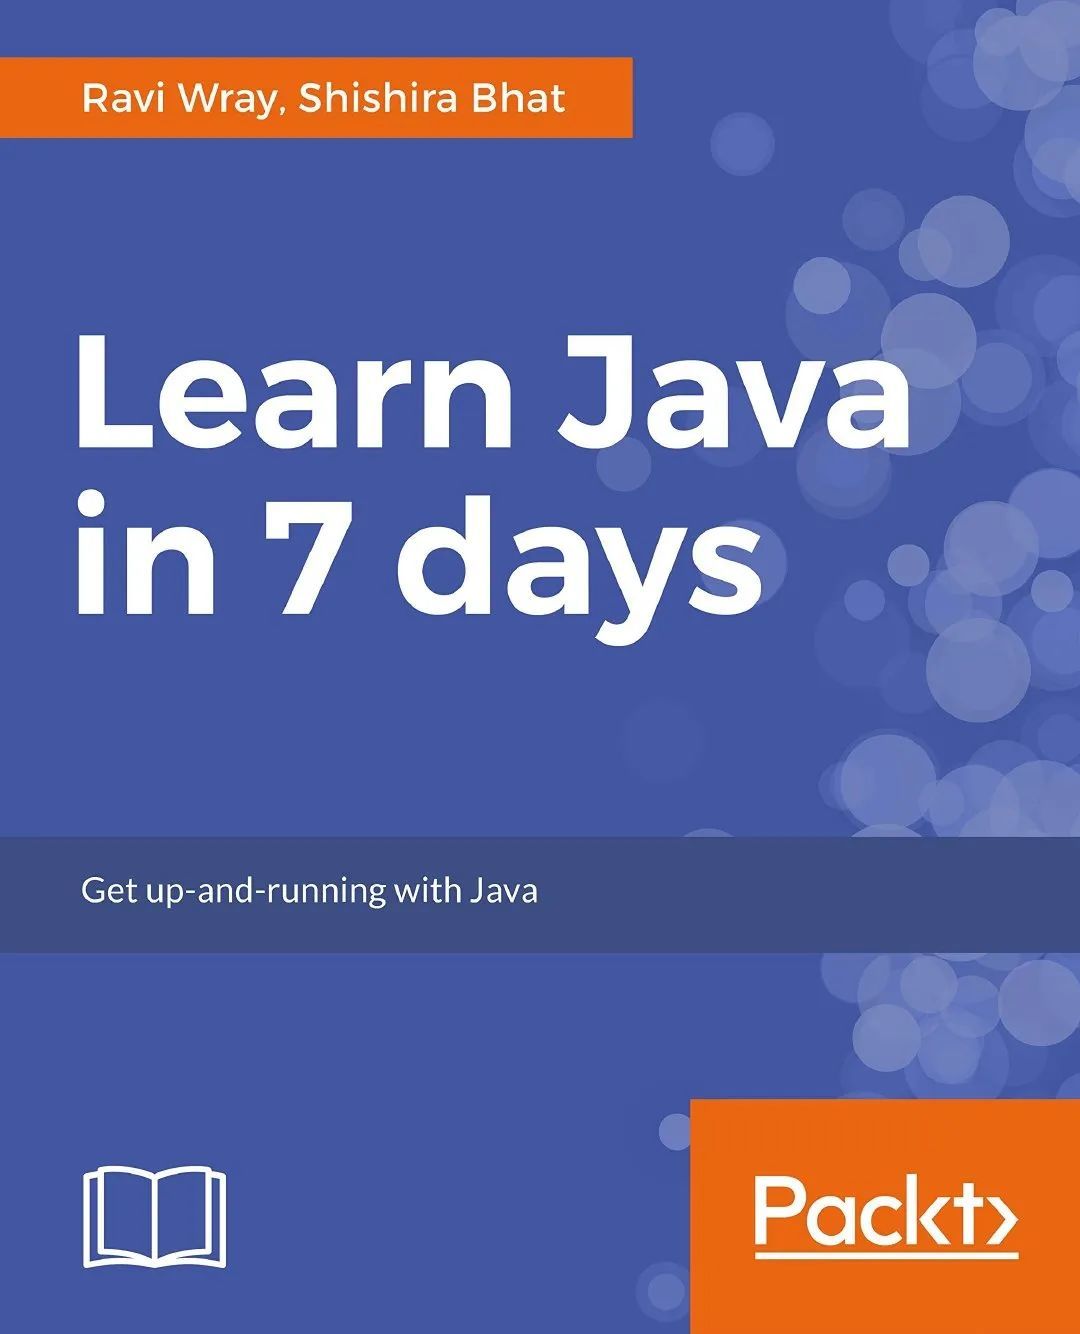 Ravi Wray, Shishira Bhat
Learn Java
in 7 days
Get up-and-running with Java
Packt>